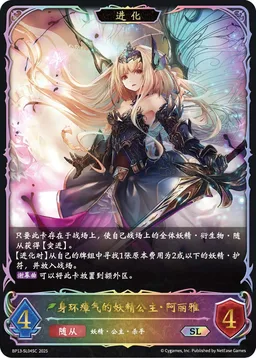 进化
只要此卡存在于战场上，使自己战场上的全体妖精·衍生物·随
从获得【突进】。
【进化时】从自己的牌组中寻找1张原本费用为2或以下的妖精·护
符，并放入战场。
可以将此卡放置到额外区。
4
身环瘴气的妖精公主·阿丽雅
4
随从
妖精·公主·杀手
SL
BP13-SL04SC 2025
© Cygames, Inc. Published by NetEase Games